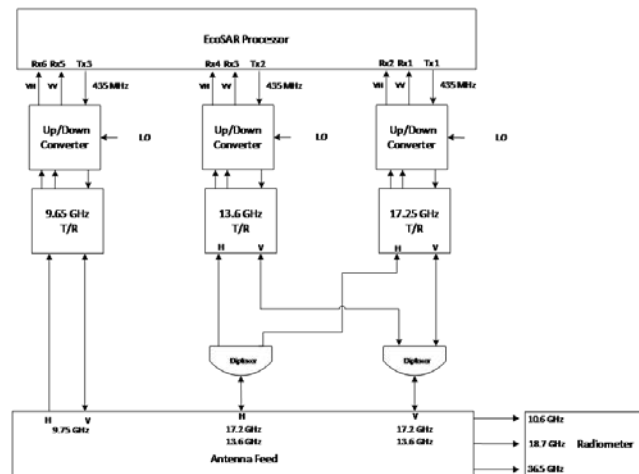 EcoSAR Processor
Rx6 Rx5 Tx3 Rx4 Rx3 Tx2 Rx2 Rx1 Tx1
VH VV 435 MHz VH VV 435 MHz VH VV 435 MHz
Up/Down Converter LO
Up/Down Converter LO
Up/Down Converter LO
9.65 GHz
T/R
13.6 GHz
T/R
H V
17.25 GHz
T/R
H V
Diplexer Diplexer
H V H V
9.75 GHz 17.2 GHz 17.2 GHz
13.6 GHz 13.6 GHz
Antenna Feed
10.6 GHz
18.7 GHz Radiometer
36.5 GHz